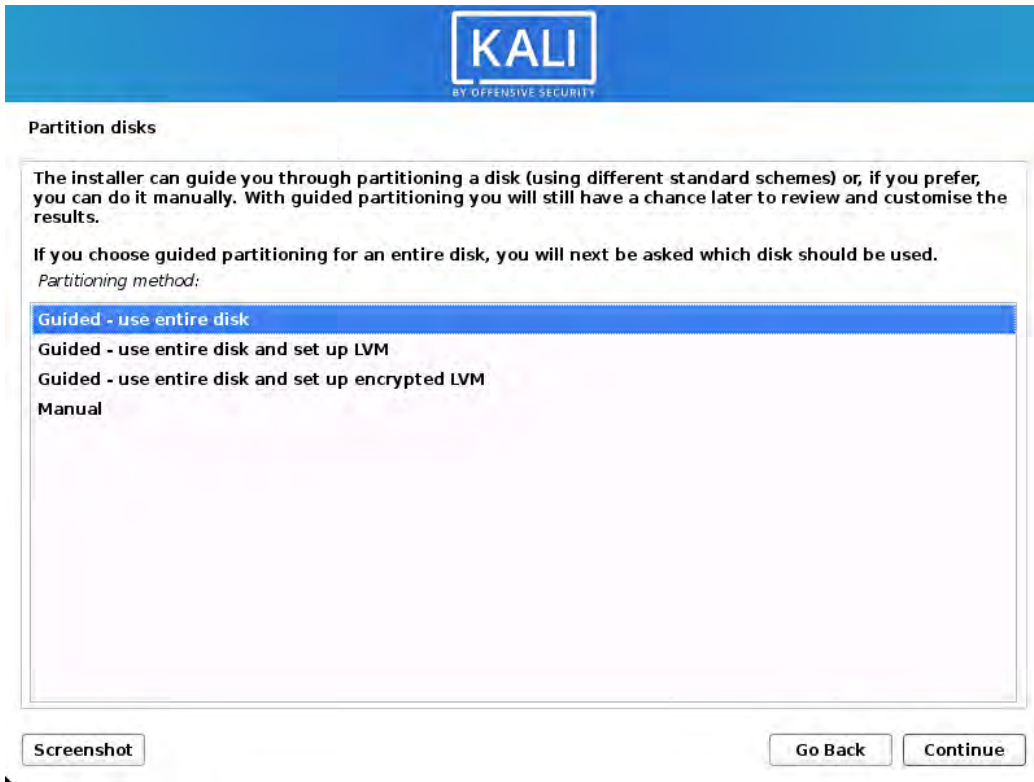 KALI
BY OFFENSIVE SECURITY
Partition disks
The installer can guide you through partitioning a disk (using different standard schemes) or, if you prefer,
you can do it manually. With guided partitioning you will still have a chance later to review and customise the
results.
If you choose guided partitioning for an entire disk, you will next be asked which disk should be used.
Partitioning method:
Guided - use entire disk
Guided - use entire disk and set up LVM
Guided - use entire disk and set up encrypted LVM
Manual
Screenshot
Go Back
Continue